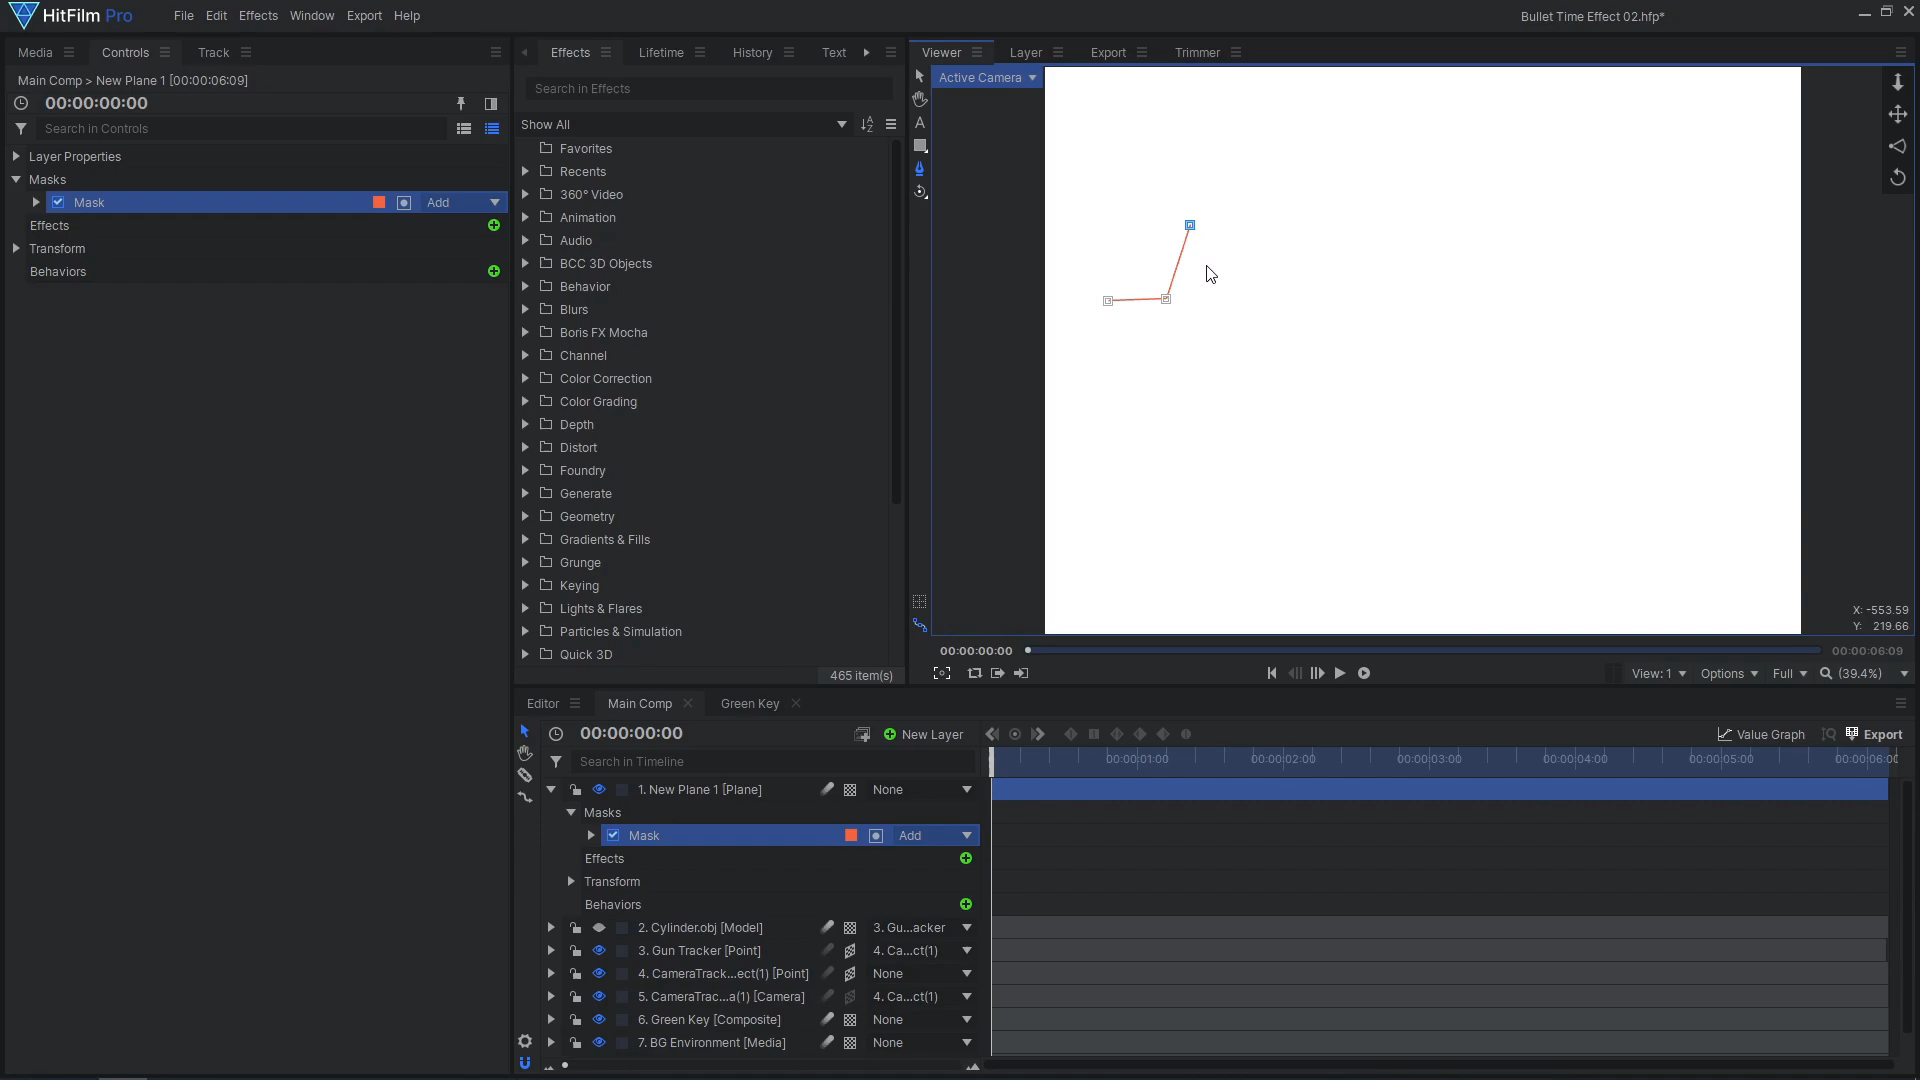 HitFilm Pro
File Edit Effects Window Export Help
Bullet Time Effect 02.hfp*
Media Controls Track
Effects Lifetime History Text
Viewer Layer Export Trimmer
Main Comp > New Plane 1 [00:00:06:09]
00:00:00:00
Search in Controls
Layer Properties
Masks
Mask Add
Effects
Transform
Behaviors
Search in Effects
Show All
Favorites
Recents
360° Video
Animation
Audio
BCC 3D Objects
Behavior
Blurs
Boris FX Mocha
Channel
Color Correction
Color Grading
Depth
Distort
Foundry
Generate
Geometry
Gradients & Fills
Grunge
Keying
Lights & Flares
Particles & Simulation
Quick 3D
465 item(s)
Active Camera
A
X: -553.59
Y: 219.66
00:00:00:00
00:00:06:09
View: 1 Options Full (39.4%)
Editor Main Comp Green Key
00:00:00:00 New Layer
Value Graph Export
Search in Timeline
00:00:01:00 00:00:02:00 00:00:03:00 00:00:04:00 00:00:05:00 00:00:06:00
1. New Plane 1 [Plane] None
Masks
Mask Add
Effects
Transform
Behaviors
2. Cylinder.obj [Model] 3. Gu...acker
3. Gun Tracker [Point] 4. Ca...ct(1)
4. CameraTrack...ect(1) [Point] None
5. CameraTrac...a(1) [Camera] 4. Ca...ct(1)
6. Green Key [Composite] None
7. BG Environment [Media] None